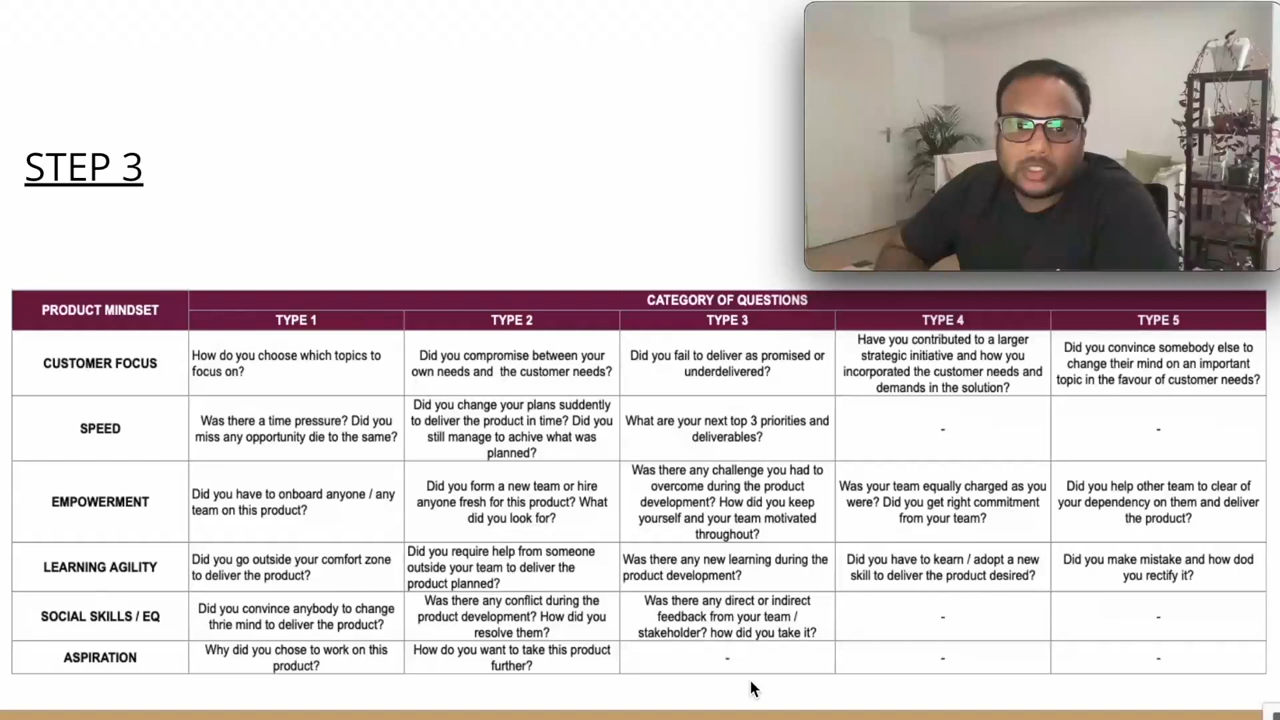 STEP 3
PRODUCT MINDSET
CATEGORY OF QUESTIONS
TYPE 1
TYPE 2
TYPE 3
TYPE 4
TYPE 5
CUSTOMER FOCUS
How do you choose which topics to
focus on?
Did you compromise between your
own needs and the customer needs?
Did you fail to deliver as promised or
underdelivered?
Have you contributed to a larger
strategic initiative and how you
incorporated the customer needs and
demands in the solution?
Did you convince somebody else to
change their mind on an important
topic in the favour of customer needs?
SPEED
Was there a time pressure? Did you
miss any opportunity die to the same?
Did you change your plans suddently
to deliver the product in time? Did you
still manage to achive what was
planned?
What are your next top 3 priorities and
deliverables?
-
-
EMPOWERMENT
Did you have to onboard anyone / any
team on this product?
Did you form a new team or hire
anyone fresh for this product? What
did you look for?
Was there any challenge you had to
overcome during the product
development? How did you keep
yourself and your team motivated
throughout?
Was your team equally charged as you
were? Did you get right commitment
from your team?
Did you help other team to clear of
your dependency on them and deliver
the product?
LEARNING AGILITY
Did you go outside your comfort zone
to deliver the product?
Did you require help from someone
outside your team to deliver the
product planned?
Was there any new learning during the
product development?
Did you have to kearn / adopt a new
skill to deliver the product desired?
Did you make mistake and how dod
you rectify it?
SOCIAL SKILLS / EQ
Did you convince anybody to change
thrie mind to deliver the product?
Was there any conflict during the
product development? How did you
resolve them?
Was there any direct or indirect
feedback from your team /
stakeholder? how did you take it?
-
-
ASPIRATION
Why did you chose to work on this
product?
How do you want to take this product
further?
-
-
-